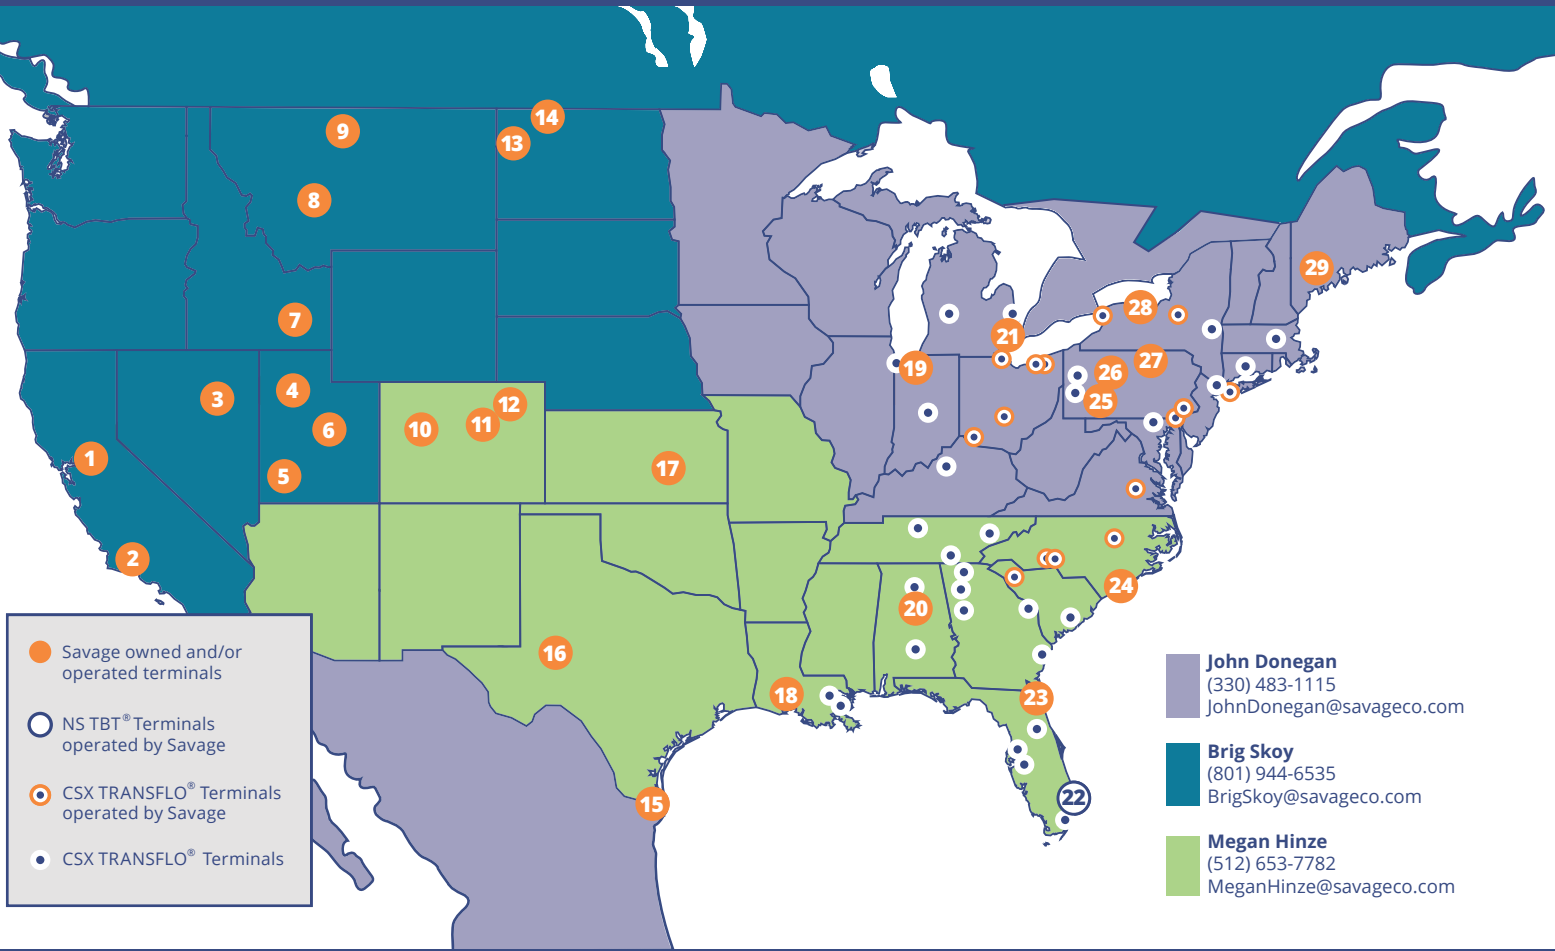 14
9
13
8
29
28
7
21
27
19
26
4
25
3
12
11
10
6
1
17
5
2
24
20
16
18
23
22
15
Savage owned and/or
operated terminals
NS TBT® Terminals
operated by Savage
CSX TRANSFLO® Terminals
operated by Savage
CSX TRANSFLO® Terminals
John Donegan
(330) 483-1115
JohnDonegan@savageco.com
Brig Skoy
(801) 944-6535
BrigSkoy@savageco.com
Megan Hinze
(512) 653-7782
MeganHinze@savageco.com